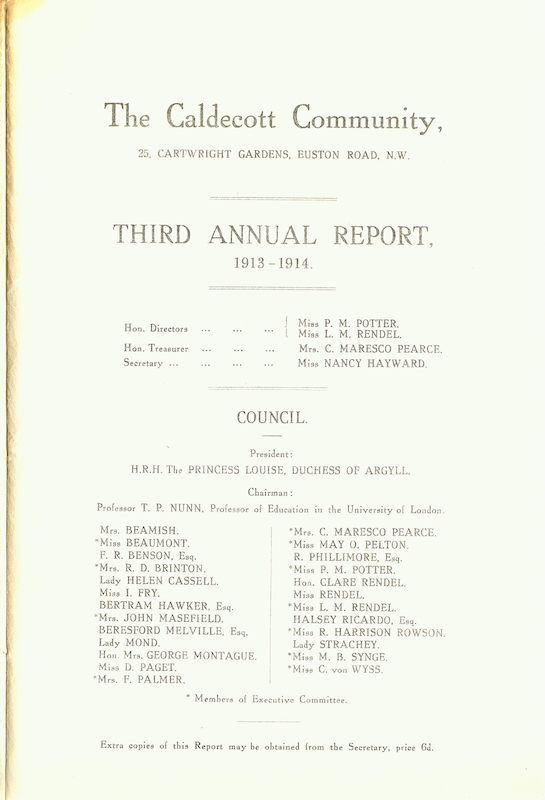 The Caldecott Community,
25, CARTWRIGHT GARDENS, EUSTON ROAD, N.W.
THIRD ANNUAL REPORT,
1913-1914.
Hon. Directors ... ... ... { Miss P. M. POTTER.
Miss L. M. RENDEL.
Hon. Treasurer ... ... ... Mrs. C. MARESCO PEARCE.
Secretary ... ... ... ... Miss NANCY HAYWARD.
COUNCIL.
President:
H.R.H. The PRINCESS LOUISE, DUCHESS OF ARGYLL.
Chairman:
Professor T. P. NUNN, Professor of Education in the University of London.
Mrs. BEAMISH.
*Miss BEAUMONT.
F. R. BENSON, Esq.
*Mrs. R. D. BRINTON.
Lady HELEN CASSELL.
Miss I. FRY.
BERTRAM HAWKER, Esq.
*Mrs. JOHN MASEFIELD.
BERESFORD MELVILLE, Esq.
Lady MOND.
Hon. Mrs. GEORGE MONTAGUE.
Miss D. PAGET.
*Mrs. F. PALMER.
*Mrs. C. MARESCO PEARCE.
*Miss MAY O. PELTON.
R. PHILLIMORE, Esq.
*Miss P. M. POTTER.
Hon. CLARE RENDEL.
Miss RENDEL.
*Miss L. M. RENDEL.
HALSEY RICARDO, Esq.
*Miss R. HARRISON ROWSON.
Lady STRACHEY.
*Miss M. B. SYNGE.
*Miss C. von WYSS.
* Members of Executive Committee.
Extra copies of this Report may be obtained from the Secretary, price 6d.